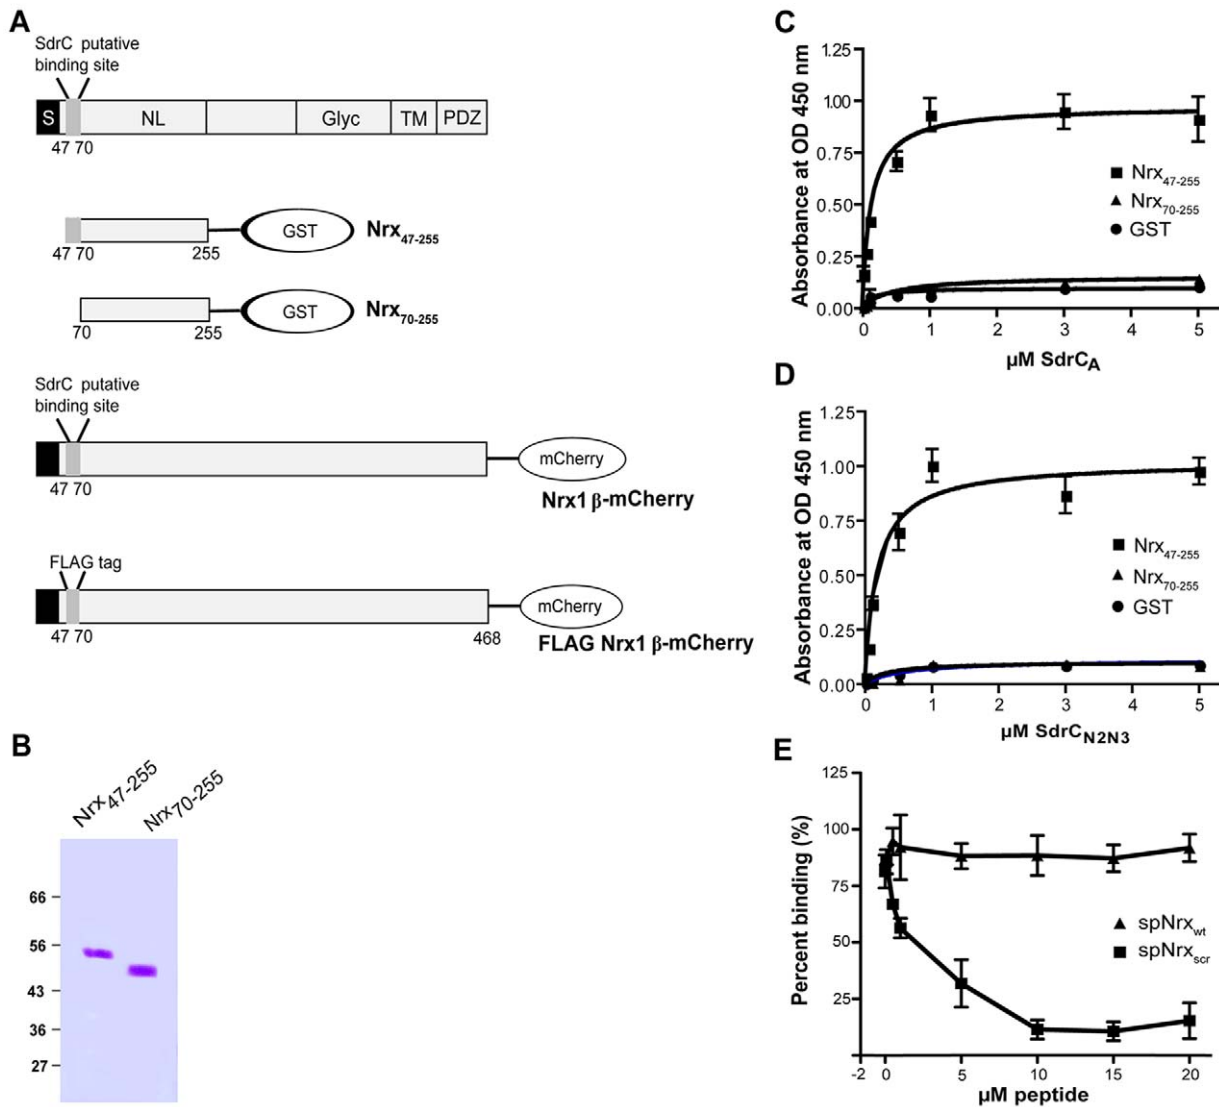 A
SdrC putative
binding site
S NL Glyc TM PDZ
47 70
GST Nrx47-255
47 70 255
GST Nrx70-255
70 255
SdrC putative
binding site
mCherry
47 70
Nrx1 β-mCherry
FLAG tag
mCherry
47 70 468
FLAG Nrx1 β-mCherry
B
Nrx47-255
Nrx70-255
66
56
43
36
27
C
Absorbance at OD 450 nm
1.25
1.00
0.75
0.50
0.25
0.00
Nrx47-255
Nrx70-255
GST
0 1 2 3 4 5
µM SdrCA
D
Absorbance at OD 450 nm
1.25
1.00
0.75
0.50
0.25
0.00
Nrx47-255
Nrx70-255
GST
0 1 2 3 4 5
µM SdrCN2N3
E
Percent binding (%)
125
100
75
50
25
spNrxwt
spNrxscr
-2 0 5 10 15 20
µM peptide